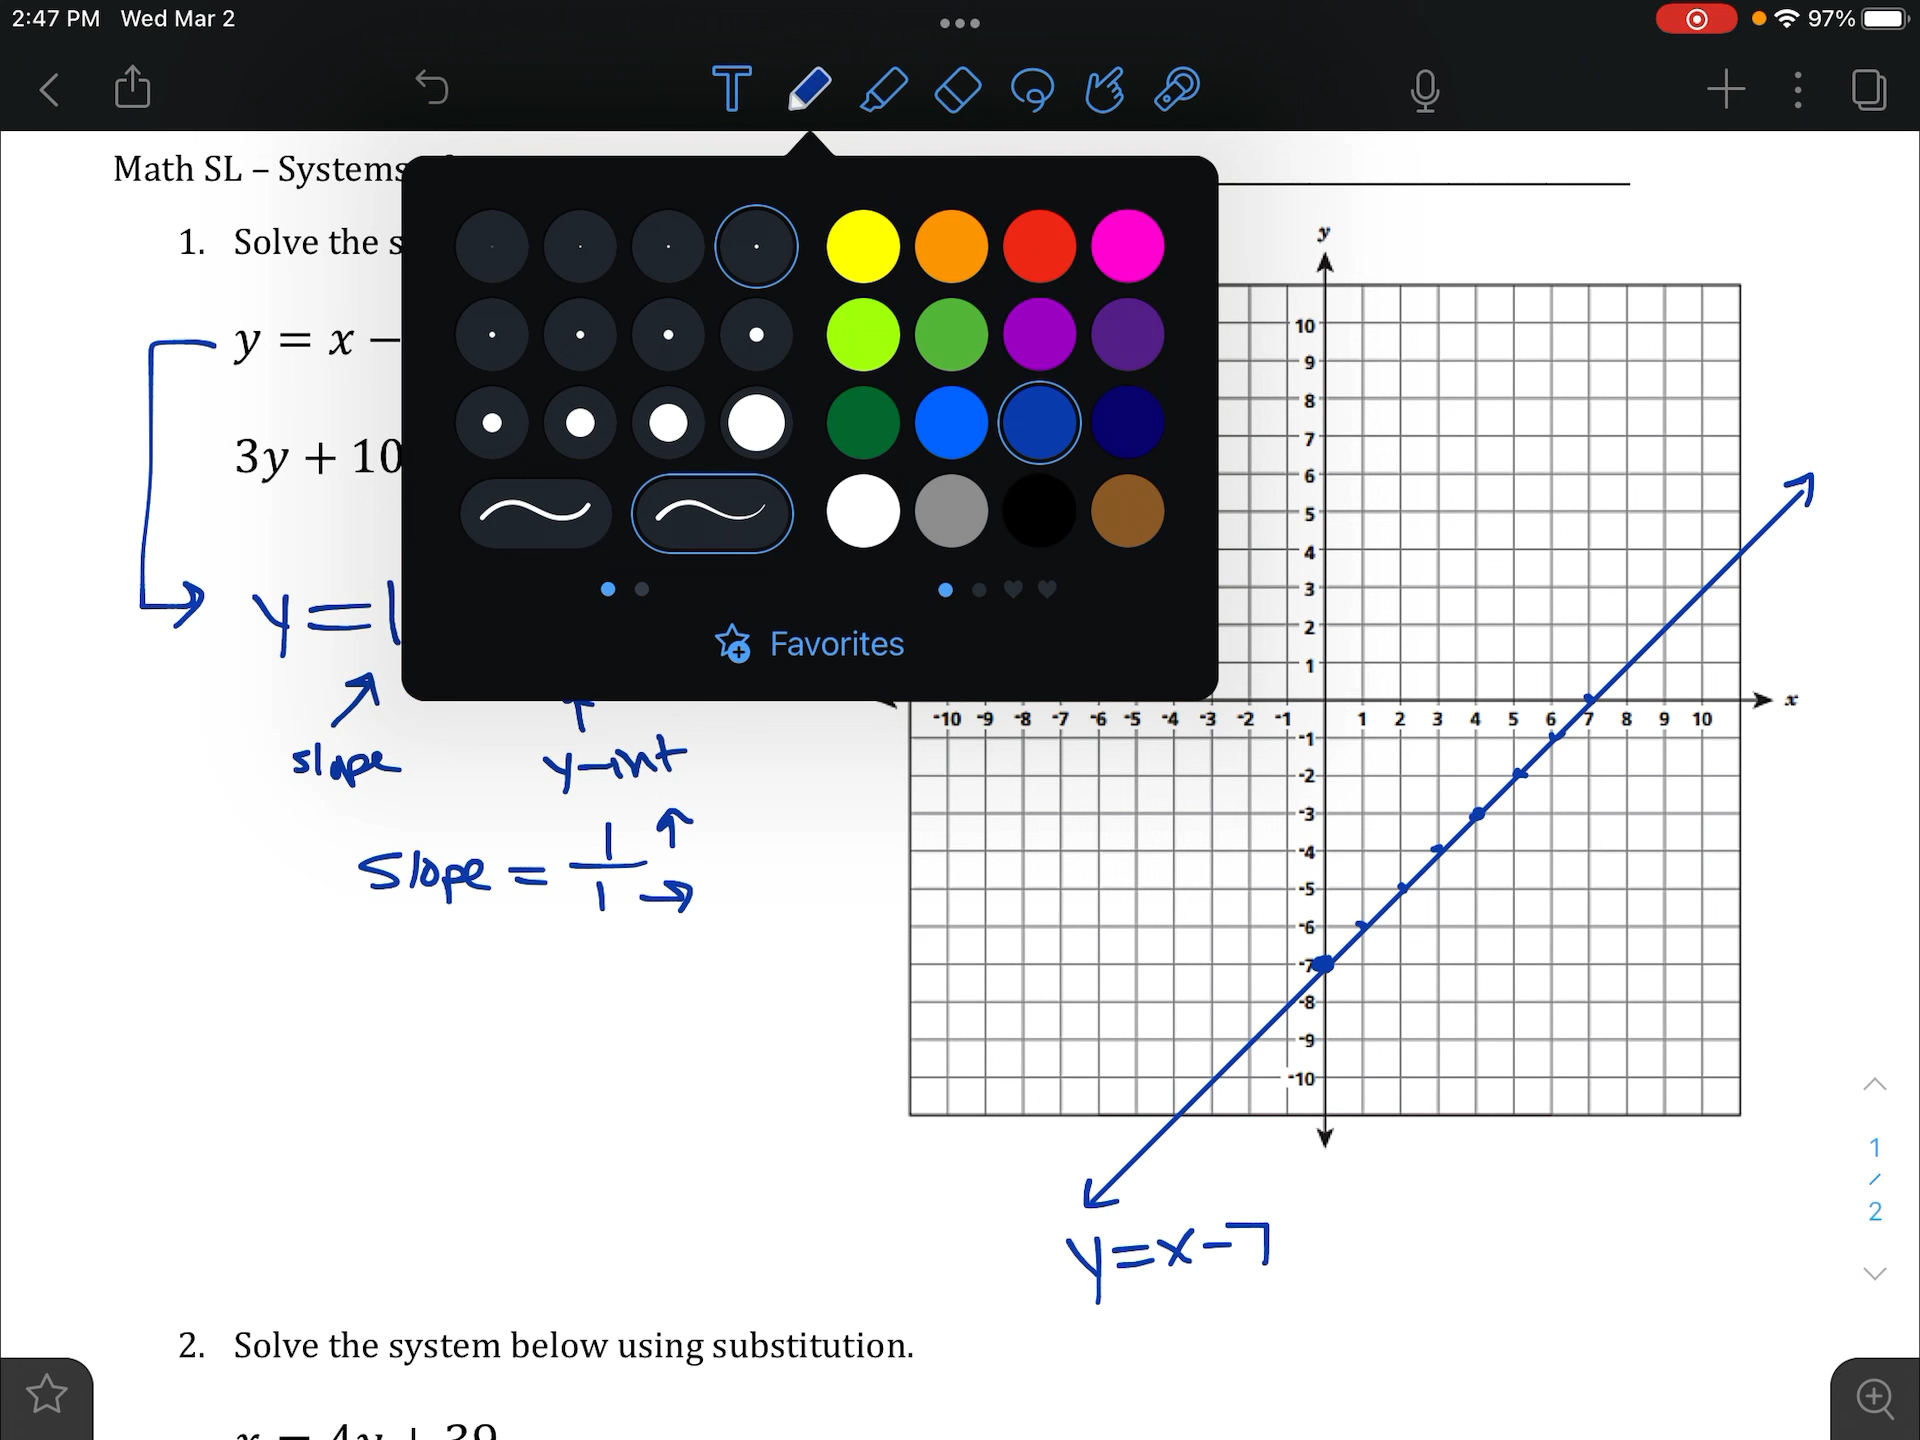 2:47 PM Wed Mar 2
97%
T
Math SL – Systems
1. Solve the s
y = x −
3y + 10
y = 1
slope
y-int
Slope = 1/1
Favorites
y
10
9
8
7
6
5
4
3
2
1
-10 -9 -8 -7 -6 -5 -4 -3 -2 -1 1 2 3 4 5 6 7 8 9 10 x
-1
-2
-3
-4
-5
-6
-7
-8
-9
-10
y = x - 7
1
/
2
2. Solve the system below using substitution.
x = 4y + 39